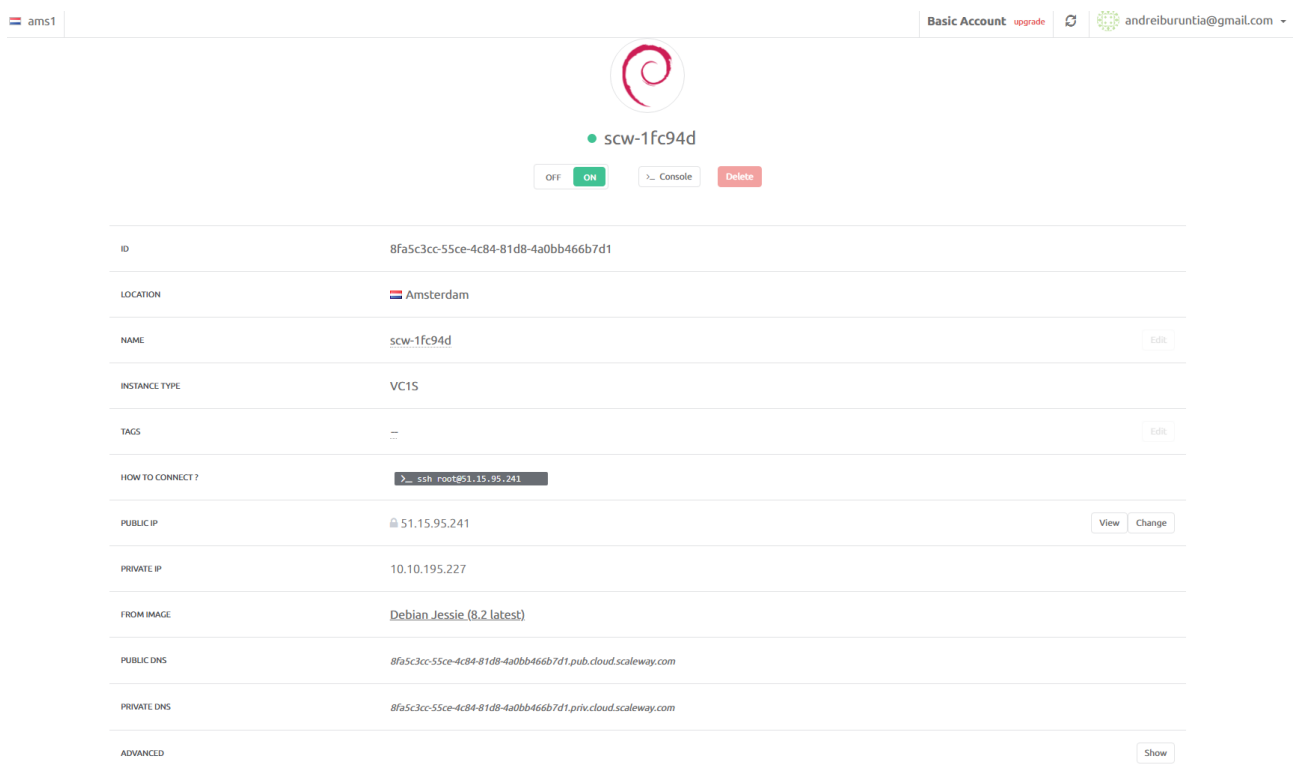 ams1 Basic Account upgrade andreiburuntia@gmail.com
scw-1fc94d
OFF ON >_ Console Delete
ID 8fa5c3cc-55ce-4c84-81d8-4a0bb466b7d1
LOCATION Amsterdam
NAME scw-1fc94d Edit
INSTANCE TYPE VC1S
TAGS – Edit
HOW TO CONNECT ? >_ ssh root@51.15.95.241
PUBLIC IP 51.15.95.241 View Change
PRIVATE IP 10.10.195.227
FROM IMAGE Debian Jessie (8.2 latest)
PUBLIC DNS 8fa5c3cc-55ce-4c84-81d8-4a0bb466b7d1.pub.cloud.scaleway.com
PRIVATE DNS 8fa5c3cc-55ce-4c84-81d8-4a0bb466b7d1.priv.cloud.scaleway.com
ADVANCED Show